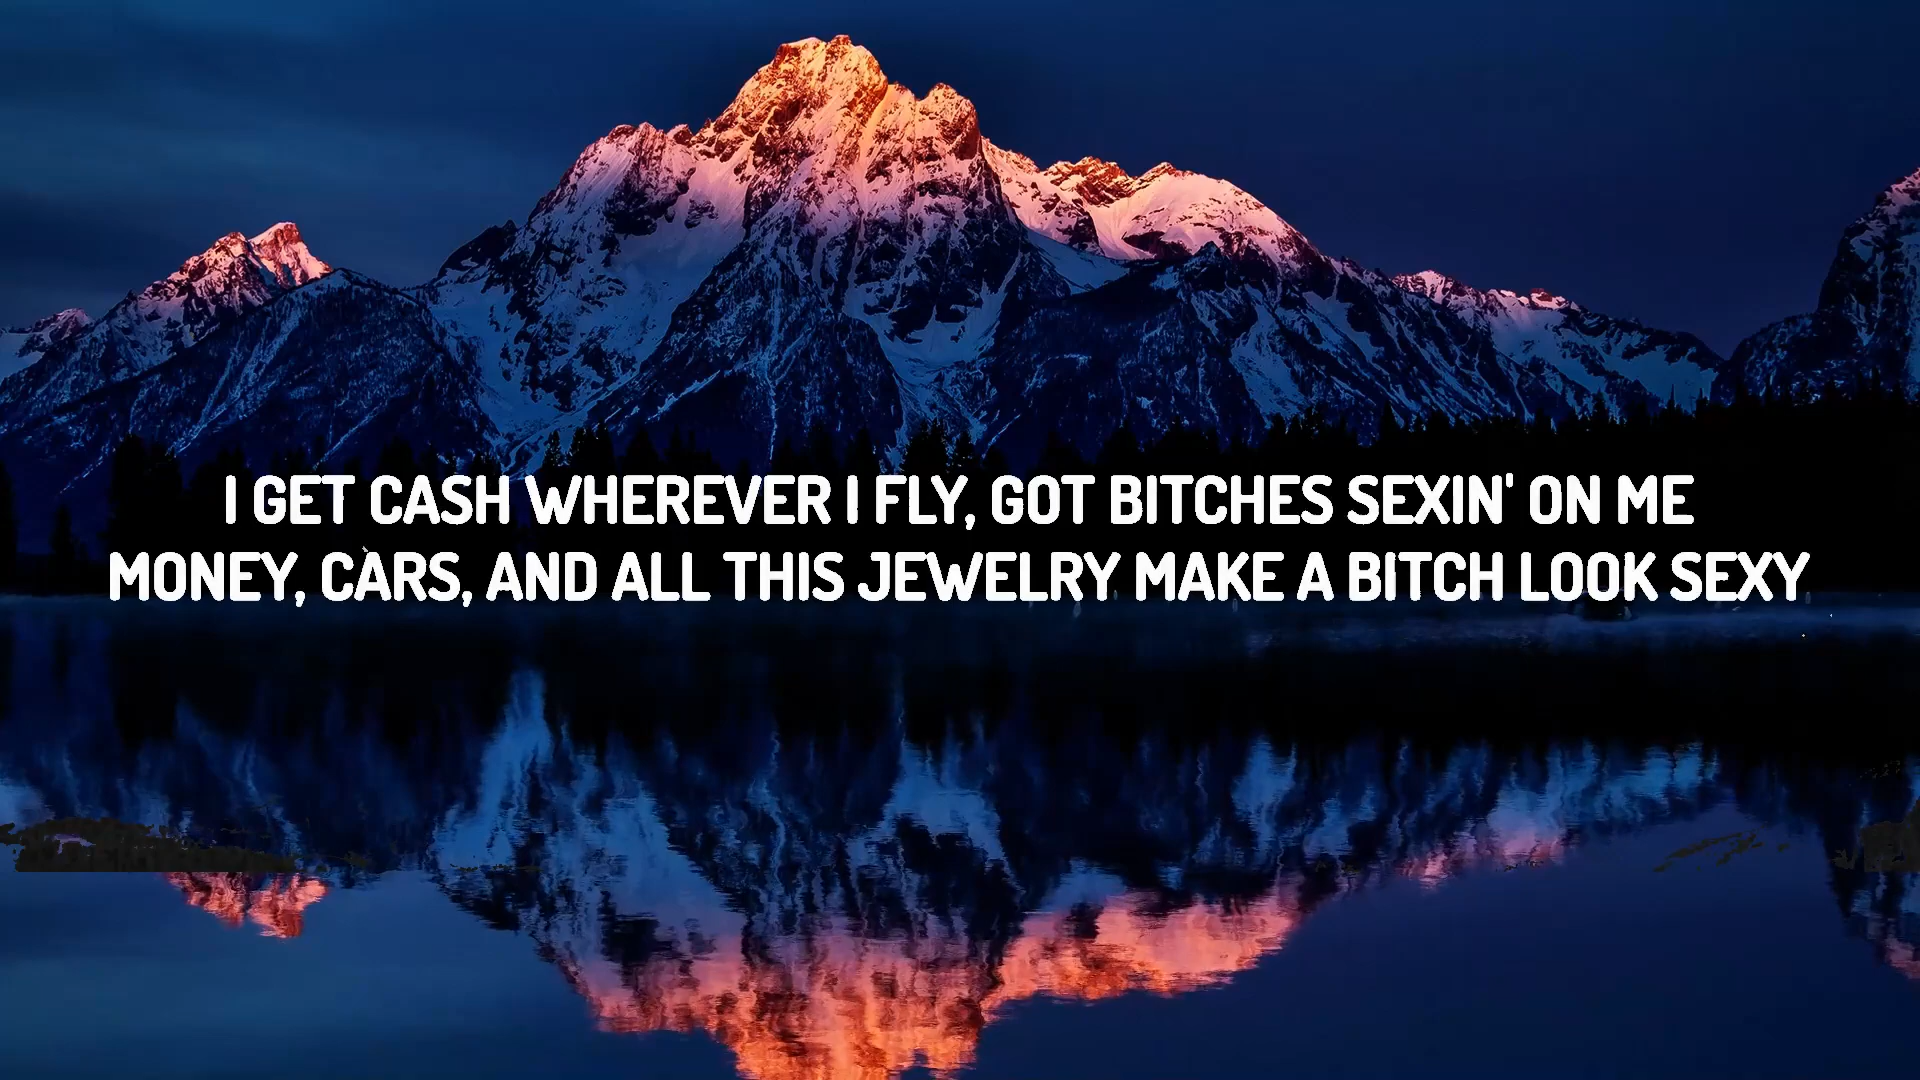 I GET CASH WHEREVER I FLY, GOT BITCHES SEXIN' ON ME
MONEY, CARS, AND ALL THIS JEWELRY MAKE A BITCH LOOK SEXY